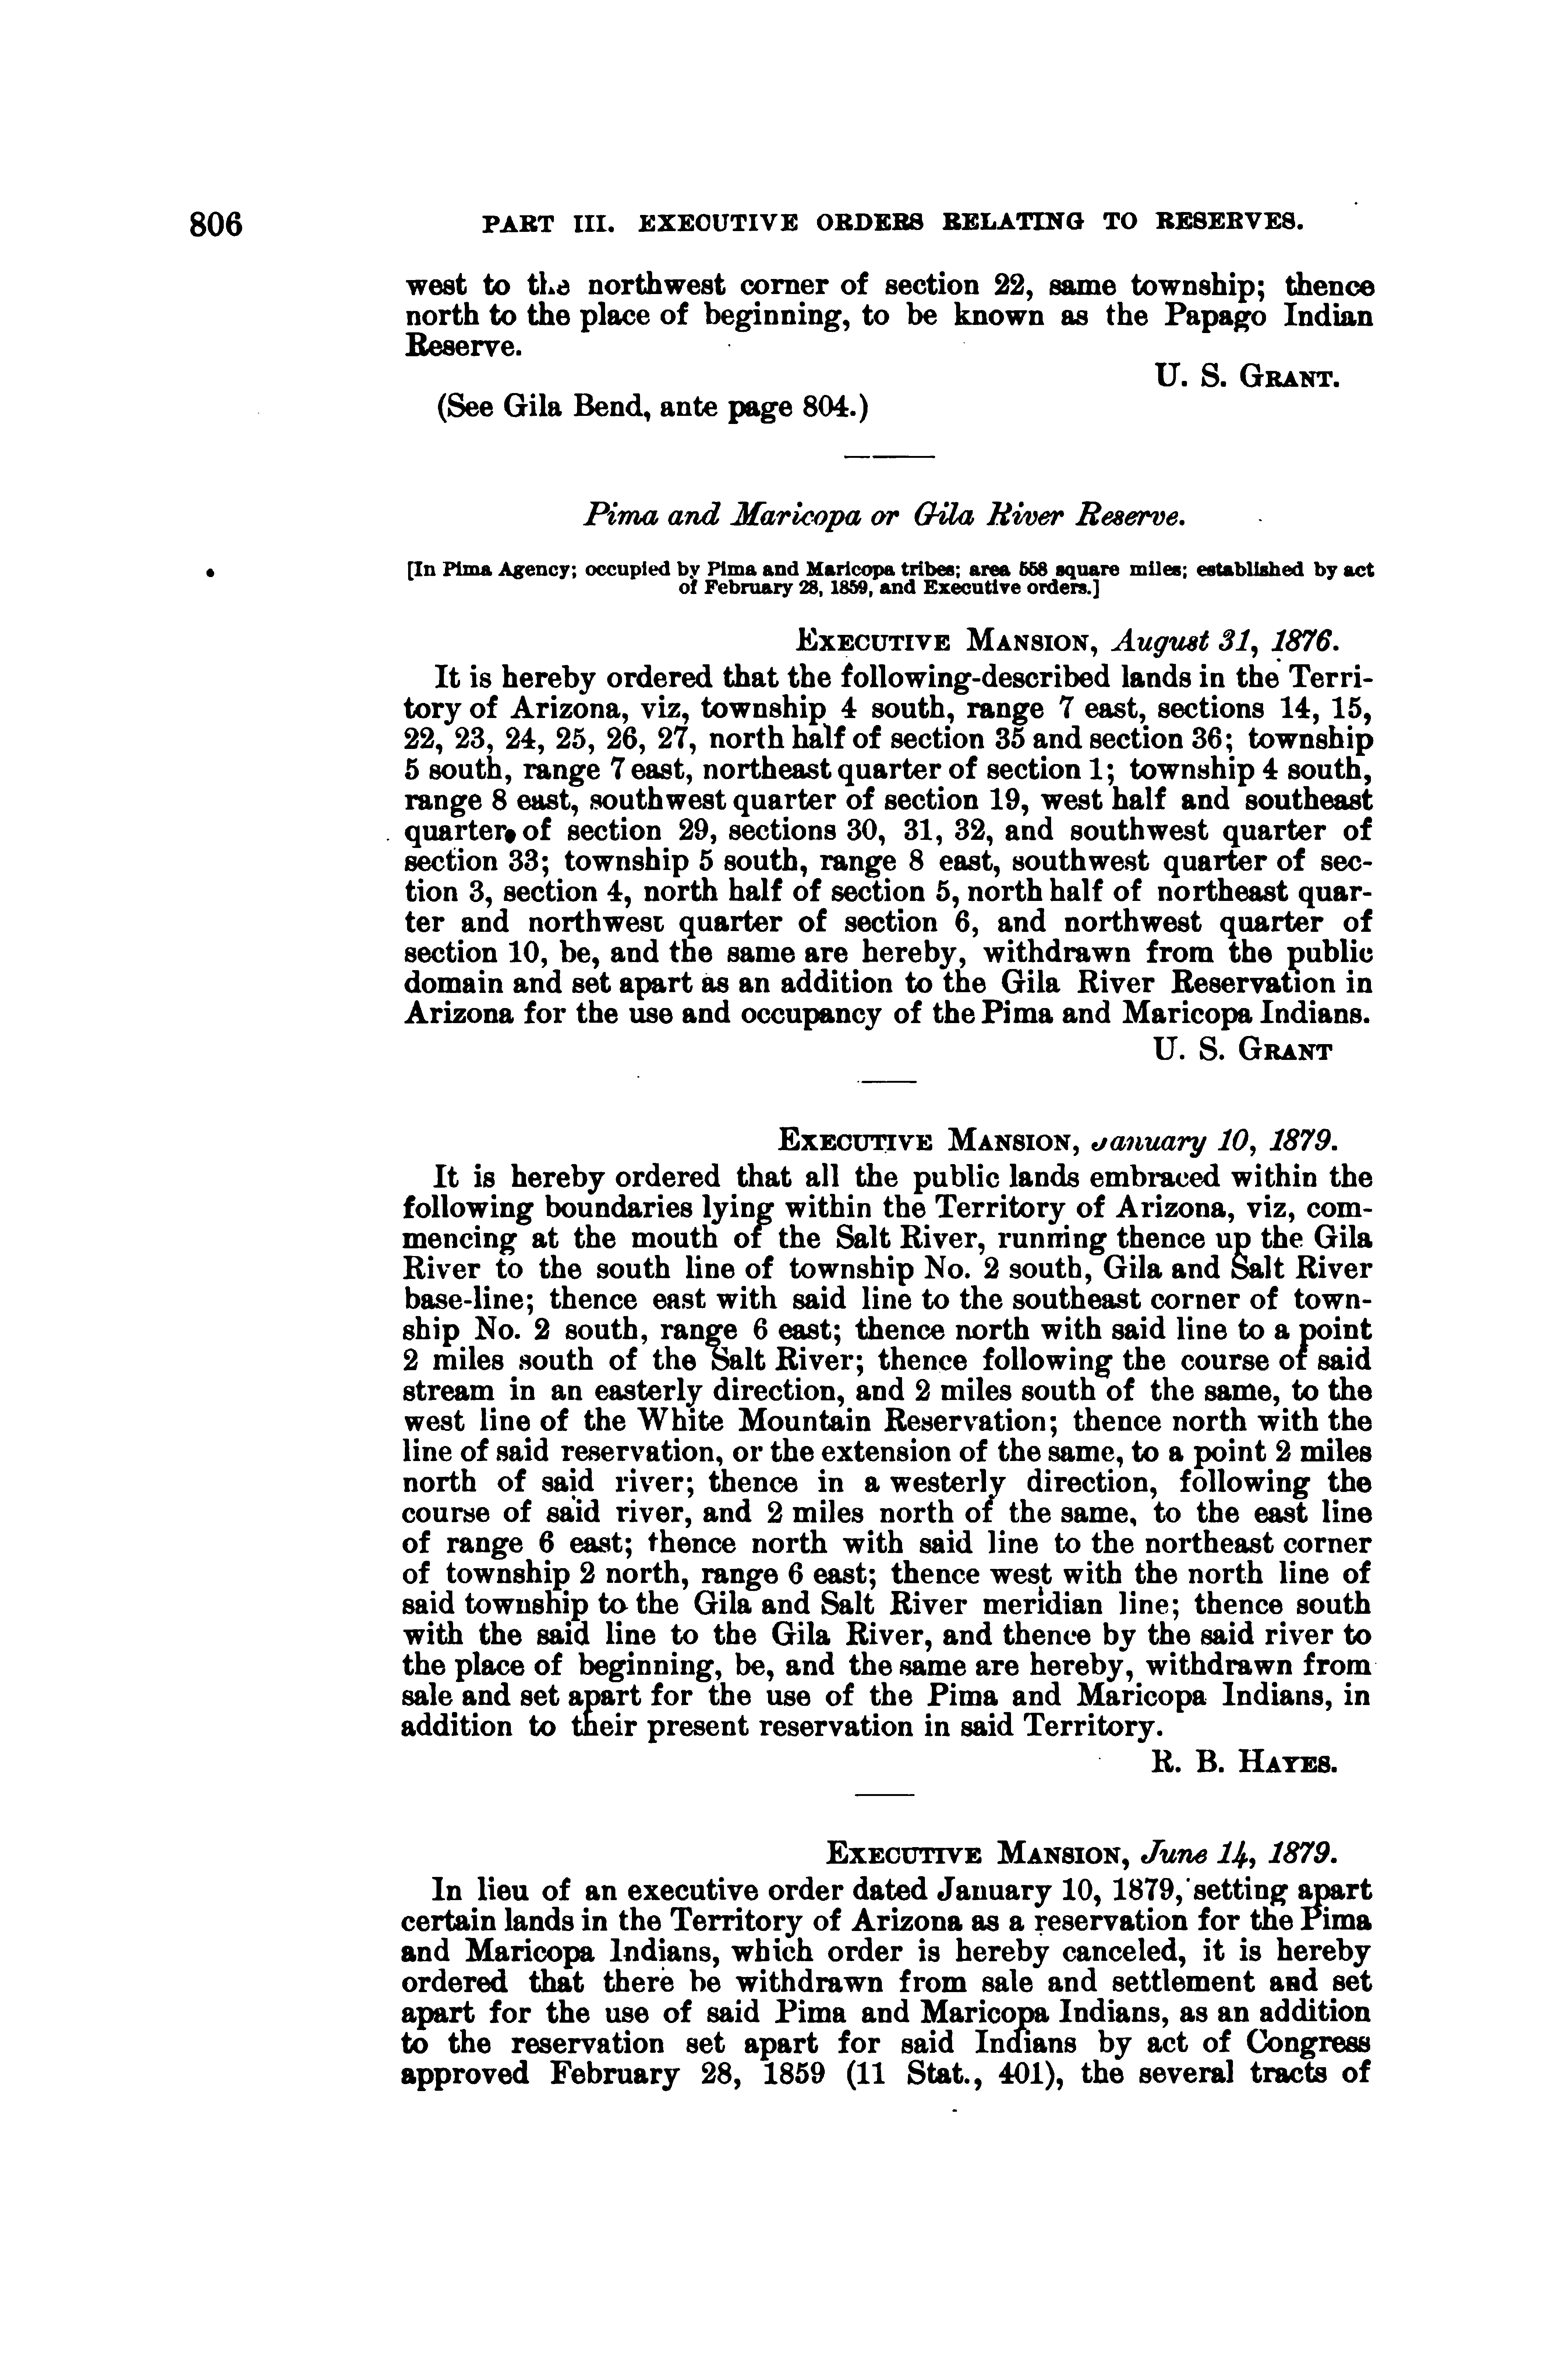 806 PART III. EXECUTIVE ORDERS RELATING TO RESERVES.
west to the northwest corner of section 22, same township; thence
north to the place of beginning, to be known as the Papago Indian
Reserve.
U. S. GRANT.
(See Gila Bend, ante page 804.)
Pima and Maricopa or Gila River Reserve.
[In Pima Agency; occupied by Pima and Maricopa tribes; area 558 square miles; established by act
of February 28, 1859, and Executive orders.]
EXECUTIVE MANSION, August 31, 1876.
It is hereby ordered that the following-described lands in the Terri-
tory of Arizona, viz, township 4 south, range 7 east, sections 14, 15,
22, 23, 24, 25, 26, 27, north half of section 35 and section 36; township
5 south, range 7 east, northeast quarter of section 1; township 4 south,
range 8 east, southwest quarter of section 19, west half and southeast
quarter of section 29, sections 30, 31, 32, and southwest quarter of
section 33; township 5 south, range 8 east, southwest quarter of sec-
tion 3, section 4, north half of section 5, north half of northeast quar-
ter and northwest quarter of section 6, and northwest quarter of
section 10, be, and the same are hereby, withdrawn from the public
domain and set apart as an addition to the Gila River Reservation in
Arizona for the use and occupancy of the Pima and Maricopa Indians.
U. S. GRANT
EXECUTIVE MANSION, January 10, 1879.
It is hereby ordered that all the public lands embraced within the
following boundaries lying within the Territory of Arizona, viz, com-
mencing at the mouth of the Salt River, running thence up the Gila
River to the south line of township No. 2 south, Gila and Salt River
base-line; thence east with said line to the southeast corner of town-
ship No. 2 south, range 6 east; thence north with said line to a point
2 miles south of the Salt River; thence following the course of said
stream in an easterly direction, and 2 miles south of the same, to the
west line of the White Mountain Reservation; thence north with the
line of said reservation, or the extension of the same, to a point 2 miles
north of said river; thence in a westerly direction, following the
course of said river, and 2 miles north of the same, to the east line
of range 6 east; thence north with said line to the northeast corner
of township 2 north, range 6 east; thence west with the north line of
said township to the Gila and Salt River meridian line; thence south
with the said line to the Gila River, and thence by the said river to
the place of beginning, be, and the same are hereby, withdrawn from
sale and set apart for the use of the Pima and Maricopa Indians, in
addition to their present reservation in said Territory.
R. B. HAYES.
EXECUTIVE MANSION, June 14, 1879.
In lieu of an executive order dated January 10, 1879, setting apart
certain lands in the Territory of Arizona as a reservation for the Pima
and Maricopa Indians, which order is hereby canceled, it is hereby
ordered that there be withdrawn from sale and settlement and set
apart for the use of said Pima and Maricopa Indians, as an addition
to the reservation set apart for said Indians by act of Congress
approved February 28, 1859 (11 Stat., 401), the several tracts of